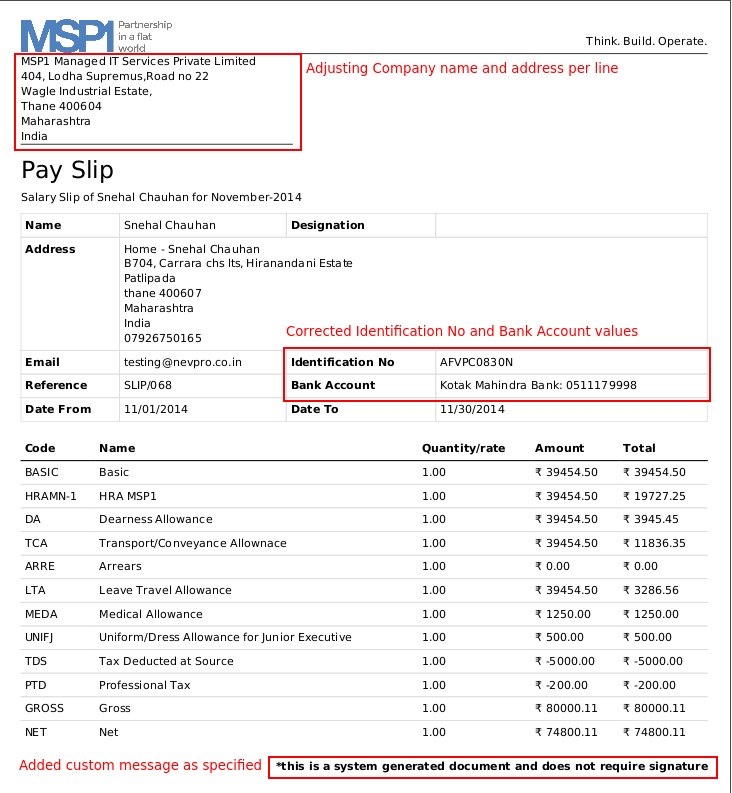 MSP1 Partnership
in a flat
world
Think. Build. Operate.
MSP1 Managed IT Services Private Limited
404, Lodha Supremus,Road no 22
Wagle Industrial Estate,
Thane 400604
Maharashtra
India
Adjusting Company name and address per line
Pay Slip
Salary Slip of Snehal Chauhan for November-2014
Name Snehal Chauhan Designation
Address Home - Snehal Chauhan
B704, Carrara chs lts, Hiranandani Estate
Patlipada
thane 400607
Maharashtra
India
07926750165
Corrected Identification No and Bank Account values
Email testing@nevpro.co.in Identification No AFVPC0830N
Reference SLIP/068 Bank Account Kotak Mahindra Bank: 0511179998
Date From 11/01/2014 Date To 11/30/2014
Code Name Quantity/rate Amount Total
BASIC Basic 1.00 ₹ 39454.50 ₹ 39454.50
HRAMN-1 HRA MSP1 1.00 ₹ 39454.50 ₹ 19727.25
DA Dearness Allowance 1.00 ₹ 39454.50 ₹ 3945.45
TCA Transport/Conveyance Allownace 1.00 ₹ 39454.50 ₹ 11836.35
ARRE Arrears 1.00 ₹ 0.00 ₹ 0.00
LTA Leave Travel Allowance 1.00 ₹ 39454.50 ₹ 3286.56
MEDA Medical Allowance 1.00 ₹ 1250.00 ₹ 1250.00
UNIFJ Uniform/Dress Allowance for Junior Executive 1.00 ₹ 500.00 ₹ 500.00
TDS Tax Deducted at Source 1.00 ₹ -5000.00 ₹ -5000.00
PTD Professional Tax 1.00 ₹ -200.00 ₹ -200.00
GROSS Gross 1.00 ₹ 80000.11 ₹ 80000.11
NET Net 1.00 ₹ 74800.11 ₹ 74800.11
Added custom message as specified *this is a system generated document and does not require signature